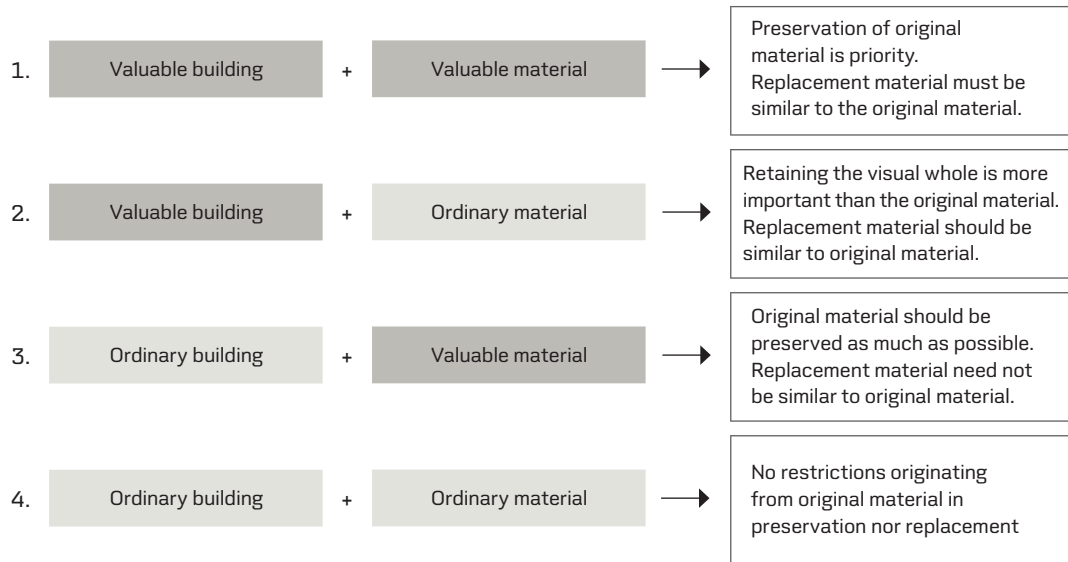 1.
Valuable building
+
Valuable material
Preservation of original
material is priority.
Replacement material must be
similar to the original material.
2.
Valuable building
+
Ordinary material
Retaining the visual whole is more
important than the original material.
Replacement material should be
similar to original material.
3.
Ordinary building
+
Valuable material
Original material should be
preserved as much as possible.
Replacement material need not
be similar to original material.
4.
Ordinary building
+
Ordinary material
No restrictions originating
from original material in
preservation nor replacement